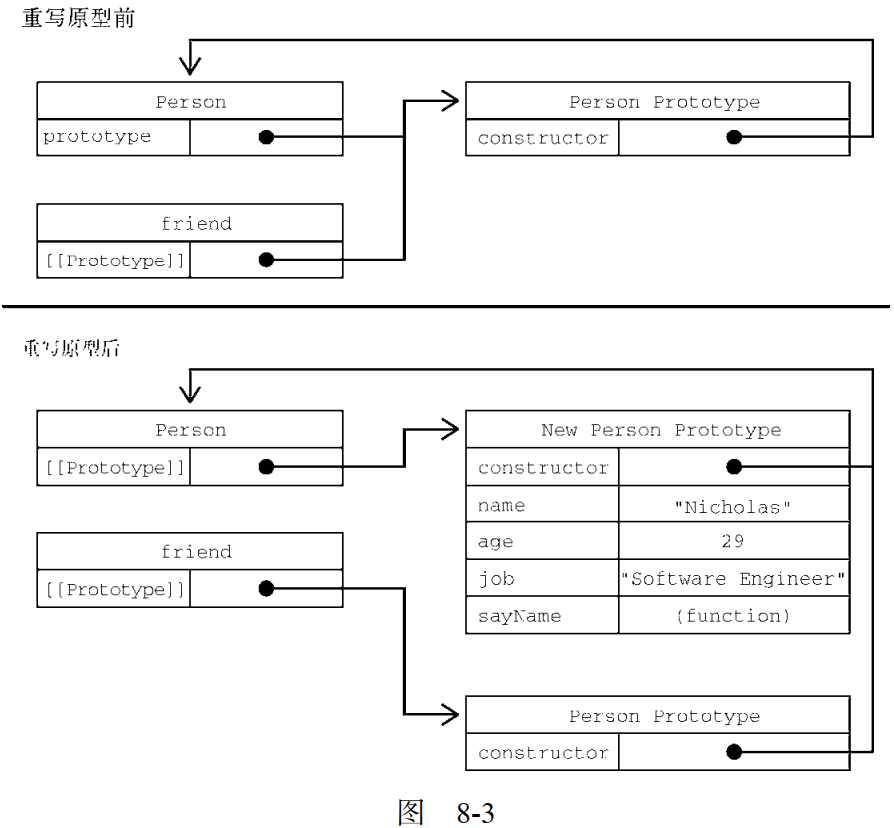 重写原型前
Person
Person Prototype
prototype
constructor
friend
[[Prototype]]
重写原型后
Person
New Person Prototype
[[Prototype]]
constructor
name
"Nicholas"
friend
age
29
[[Prototype]]
job
"Software Engineer"
sayName
(function)
Person Prototype
constructor
图 8-3